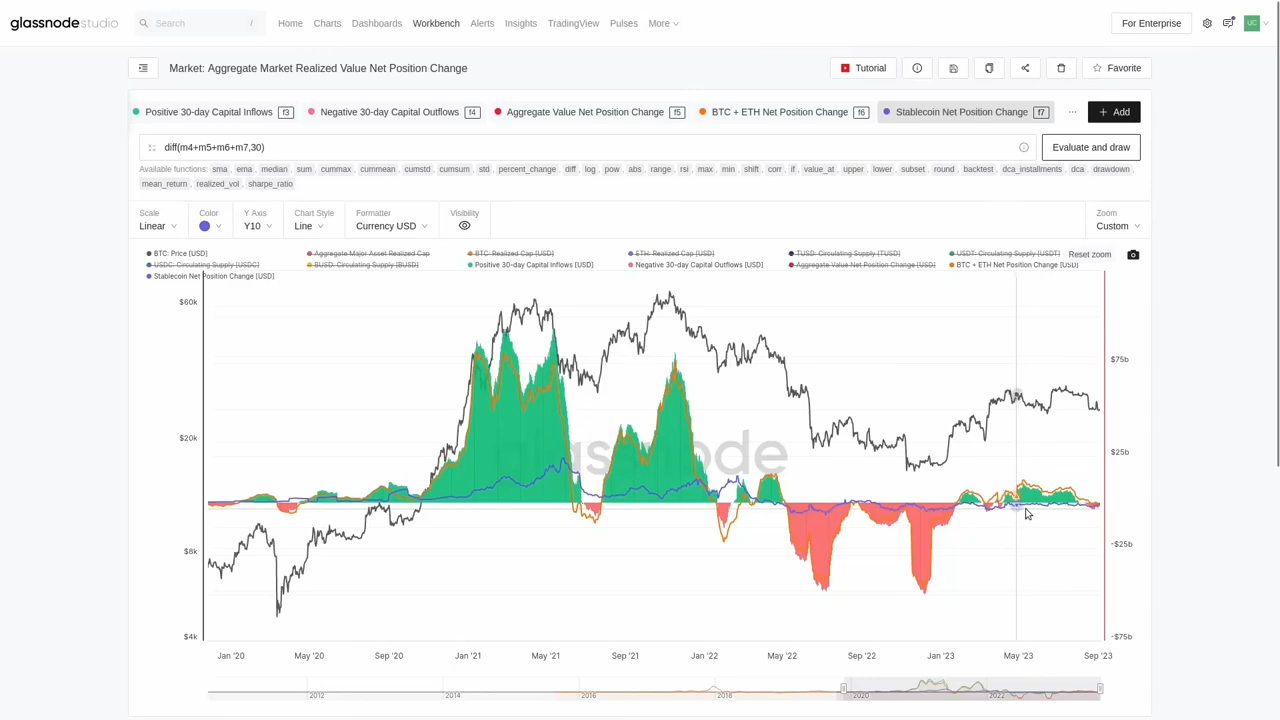 glassnode studio Search / Home Charts Dashboards Workbench Alerts Insights TradingView Pulses More For Enterprise UC
Market: Aggregate Market Realized Value Net Position Change Tutorial Favorite
Positive 30-day Capital Inflows f3 Negative 30-day Capital Outflows f4 Aggregate Value Net Position Change f5 BTC + ETH Net Position Change f6 Stablecoin Net Position Change f7 ... + Add
diff(m4+m5+m6+m7,30) Evaluate and draw
Available functions: sma , ema , median , sum , cummax , cummean , cumstd , cumsum , std , percent_change , diff , log , pow , abs , range , rsi , max , min , shift , corr , if , value_at , upper , lower , subset , round , backtest , dca_installments , dca , drawdown ,
mean_return , realized_vol , sharpe_ratio
Scale Color Y Axis Chart Style Formatter Visibility Zoom
Linear Y10 Line Currency USD Custom
BTC: Price [USD] Aggregate Major Asset Realized Cap BTC: Realized Cap [USD] ETH: Realized Cap [USD] TUSD: Circulating Supply [TUSD] USDT: Circulating Supply [USDT] Reset zoom
USDC: Circulating Supply [USDC] BUSD: Circulating Supply [BUSD] Positive 30-day Capital Inflows [USD] Negative 30-day Capital Outflows [USD] Aggregate Value Net Position Change [USD] BTC + ETH Net Position Change [USD]
Stablecoin Net Position Change [USD]
$60k
$75b
$20k
glassnode
$25b
$8k
-$25b
$4k
-$75b
Jan '20 May '20 Sep '20 Jan '21 May '21 Sep '21 Jan '22 May '22 Sep '22 Jan '23 May '23 Sep '23
2012 2014 2016 2018 2020 2022